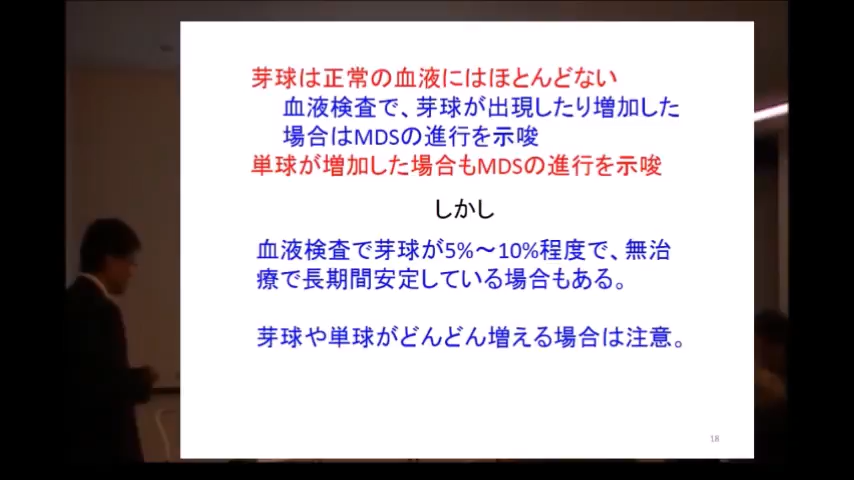 芽球は正常の血液にはほとんどない
血液検査で、芽球が出現したり増加した
場合はMDSの進行を示唆
単球が増加した場合もMDSの進行を示唆
しかし
血液検査で芽球が5%〜10%程度で、無治
療で長期間安定している場合もある。
芽球や単球がどんどん増える場合は注意。
18